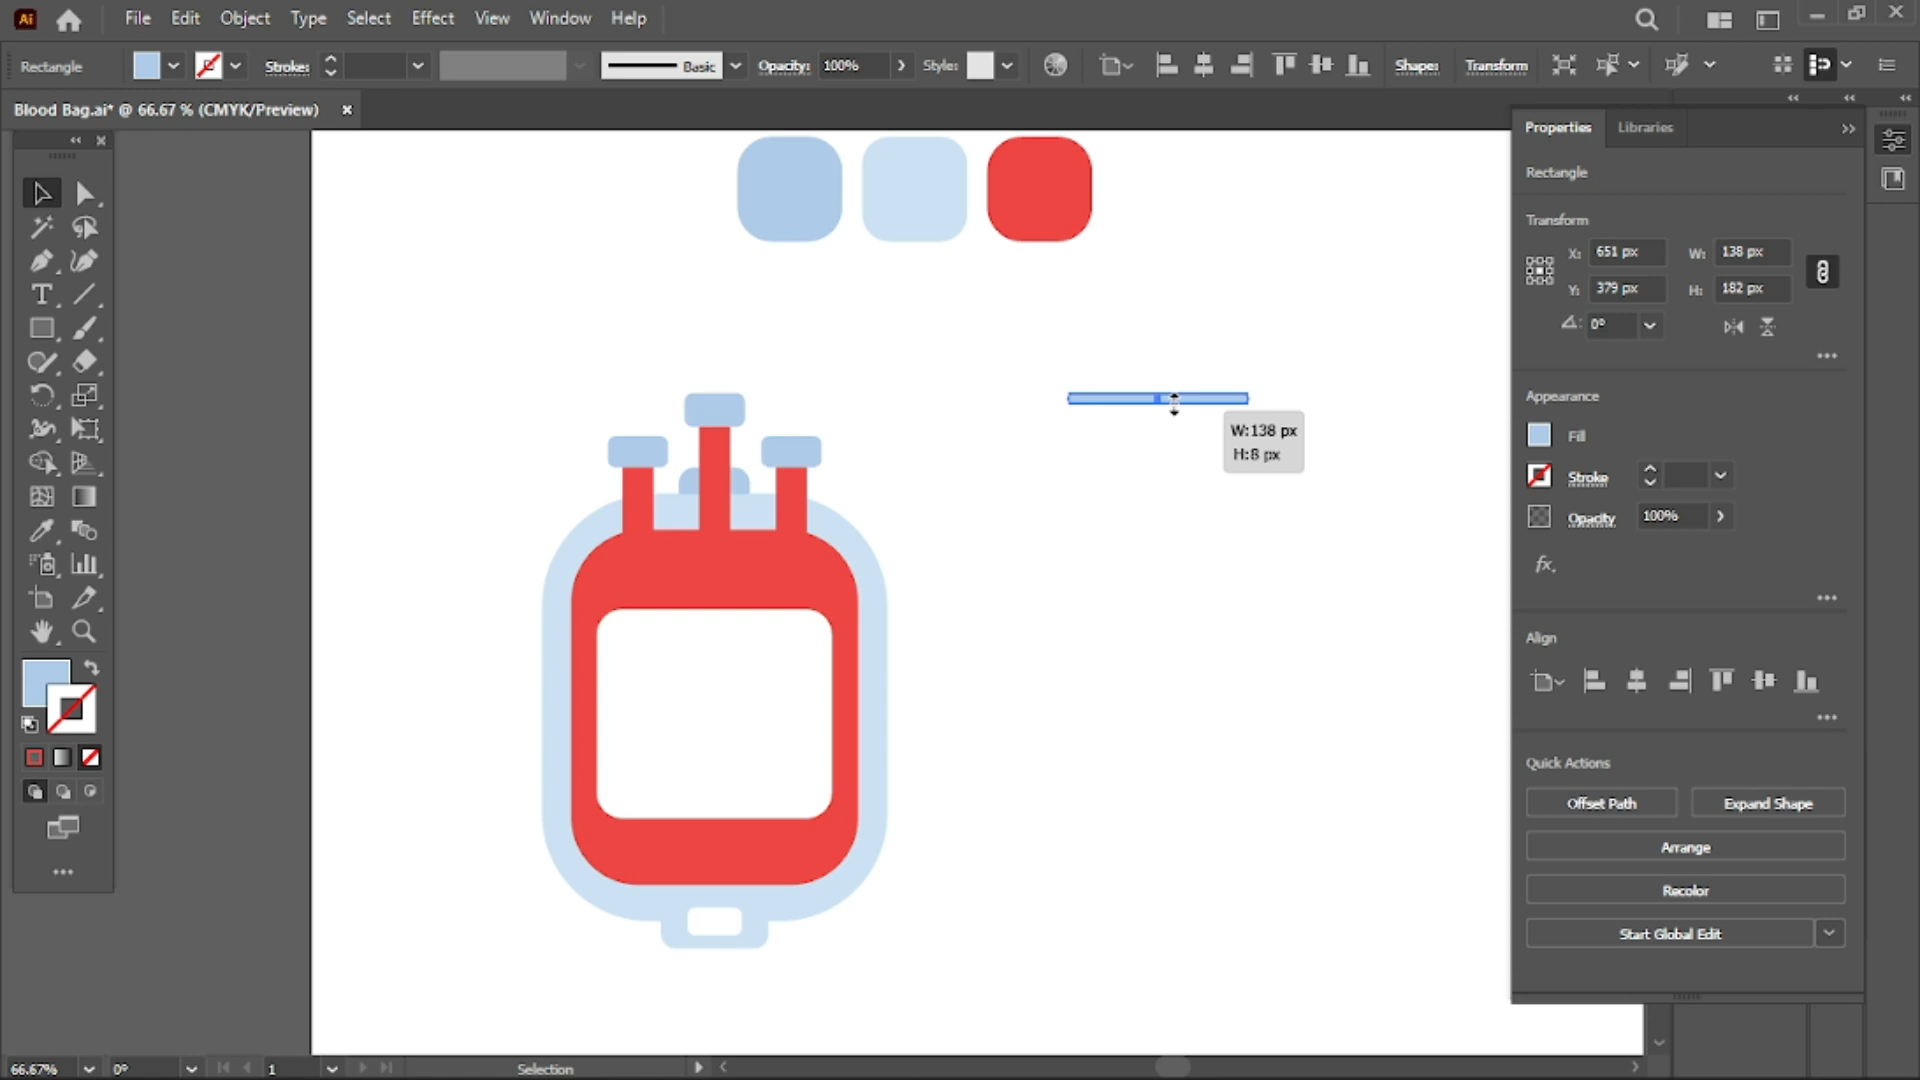 Ai File Edit Object Type Select Effect View Window Help
Rectangle Stroke: Basic Opacity: 100% Style: Shape: Transform
Blood Bag.ai* @ 66.67 % (CMYK/Preview) ×
Properties Libraries
Rectangle
Transform
X: 651 px W: 138 px
Y: 379 px H: 182 px
0°
Appearance
Fill
Stroke
Opacity 100%
fx.
Align
Quick Actions
Offset Path Expand Shape
Arrange
Recolor
Start Global Edit
W:138 px
H:8 px
66.67% 0° 1 Selection